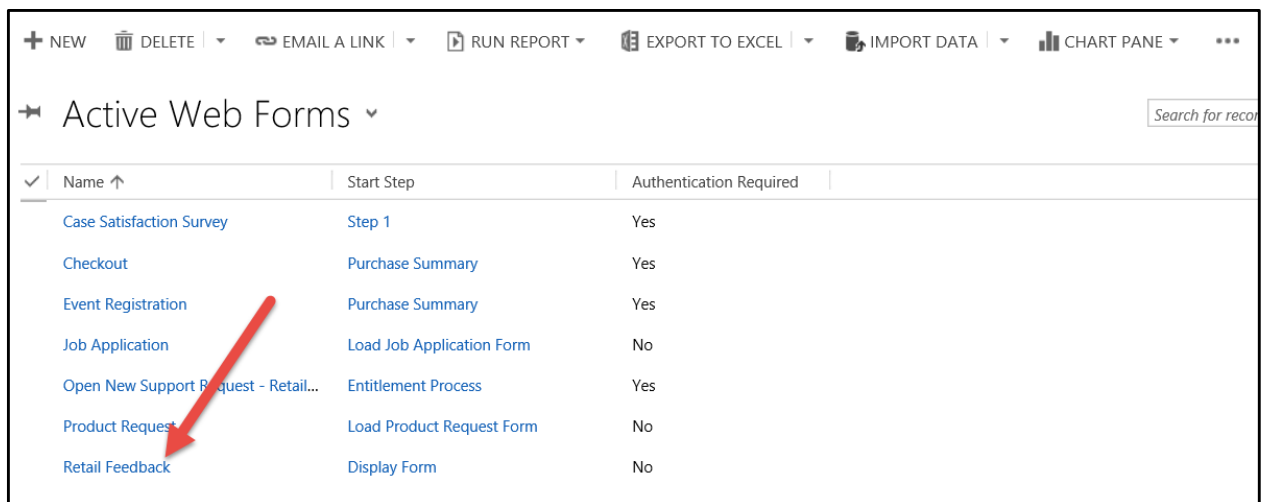 NEW DELETE EMAIL A LINK RUN REPORT EXPORT TO EXCEL IMPORT DATA CHART PANE ...
Active Web Forms
Search for recor
Name Start Step Authentication Required
Case Satisfaction Survey Step 1 Yes
Checkout Purchase Summary Yes
Event Registration Purchase Summary Yes
Job Application Load Job Application Form No
Open New Support Request - Retail... Entitlement Process Yes
Product Request Load Product Request Form No
Retail Feedback Display Form No